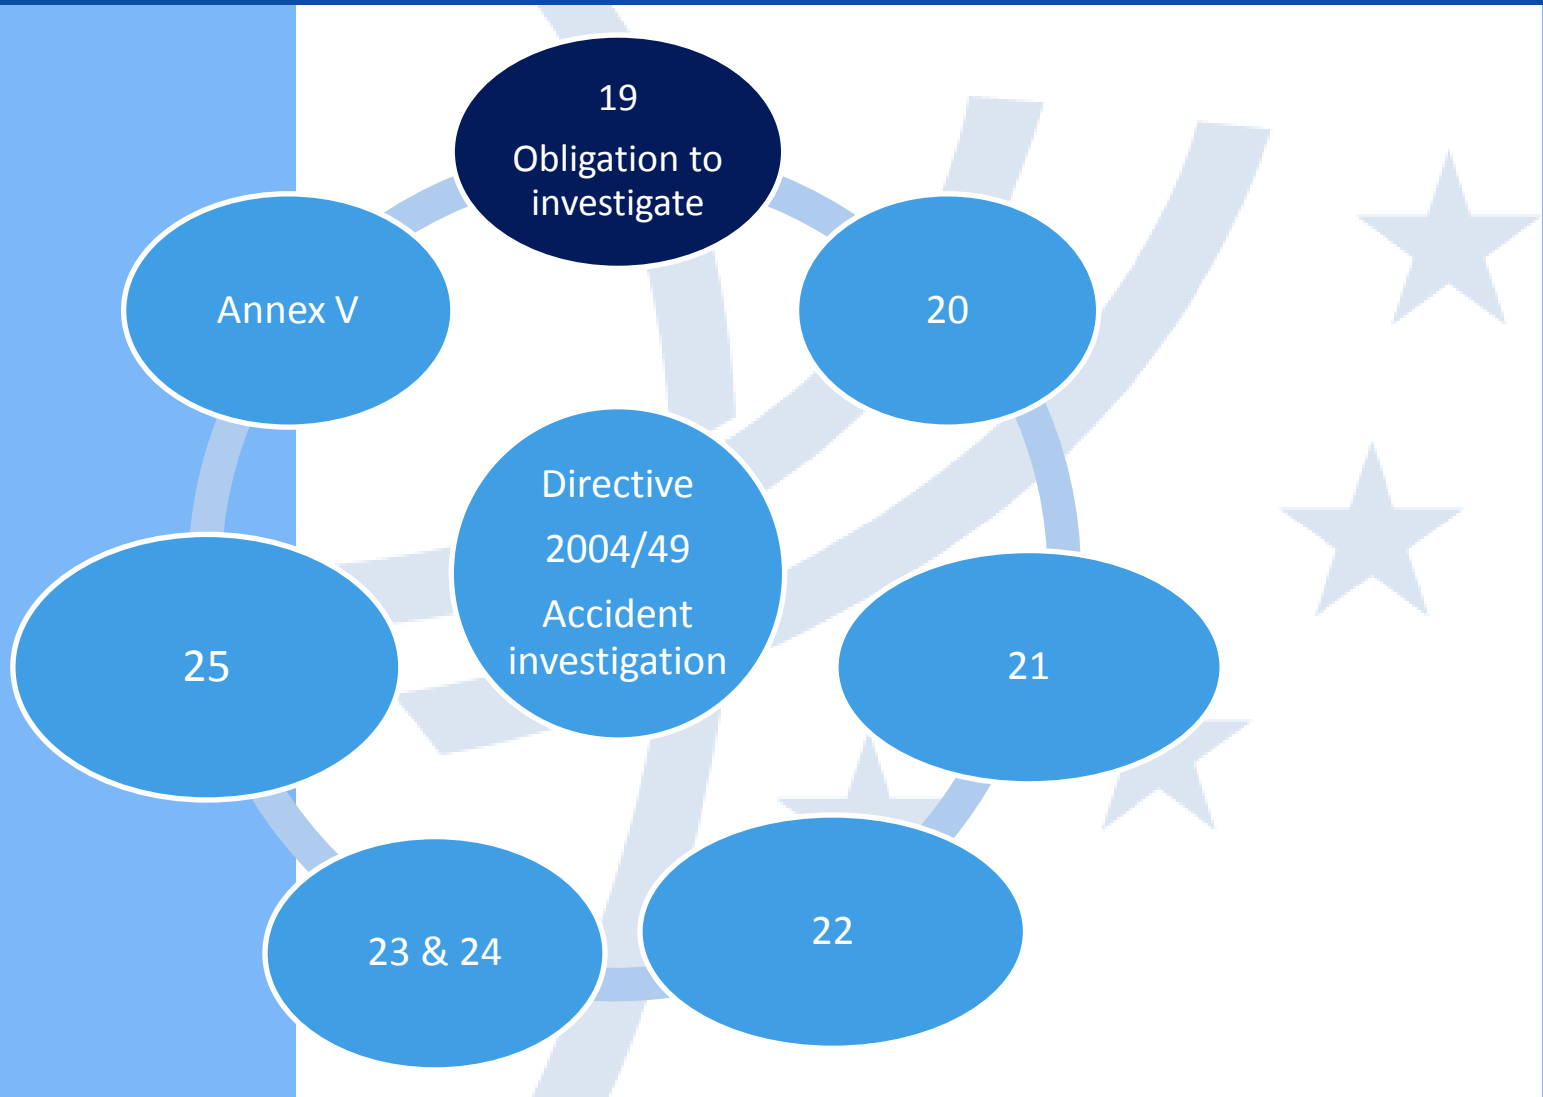 19
Obligation to
investigate
20
21
22
23 & 24
25
Annex V
Directive
2004/49
Accident
investigation